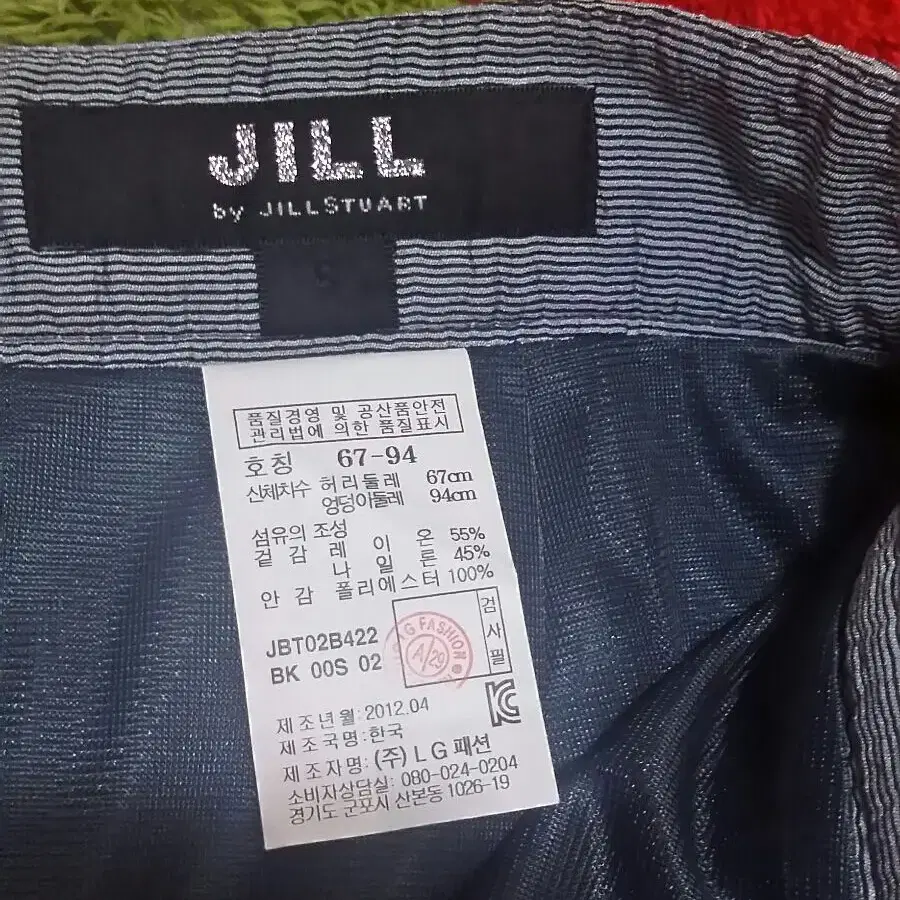 JILL
by JILLSTUART
S
품질경영 및 공산품안전
관리법에 의한 품질표시
호칭 67-94
신체치수 허리둘레 67cm
엉덩이둘레 94cm
섬유의 조성
겉 감 레 이 온 55%
나 일 론 45%
안 감 폴리에스터 100%
JBT02B422
BK 00S 02
LG FASHION
A/29
검사필
제조년월:2012.04
제조국명:한국
제조자명:(주)LG패션
소비자상담실: 080-024-0204
경기도 군포시 산본동 1026-19